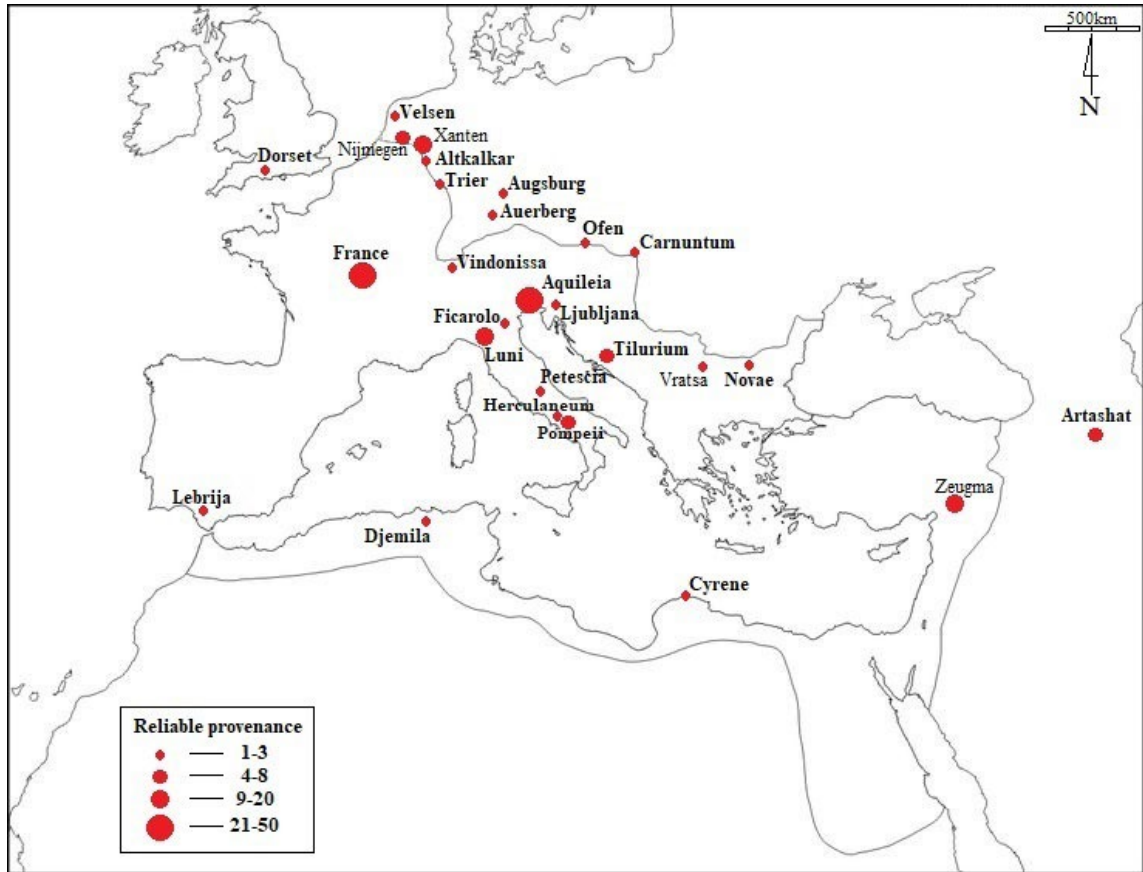 500km
N
Velsen
Xanten
Nijmegen
Altkalkar
Dorset
Trier
Augsburg
Auerberg
Ofen
Carnuntum
France
Vindonissa
Aquileia
Ficarolo
Ljubljana
Luni
Tilurium
Petescia
Vratsa
Novae
Herculaneum
Pompeii
Artashat
Zeugma
Lebrija
Djemila
Cyrene
Reliable provenance
1-3
4-8
9-20
21-50